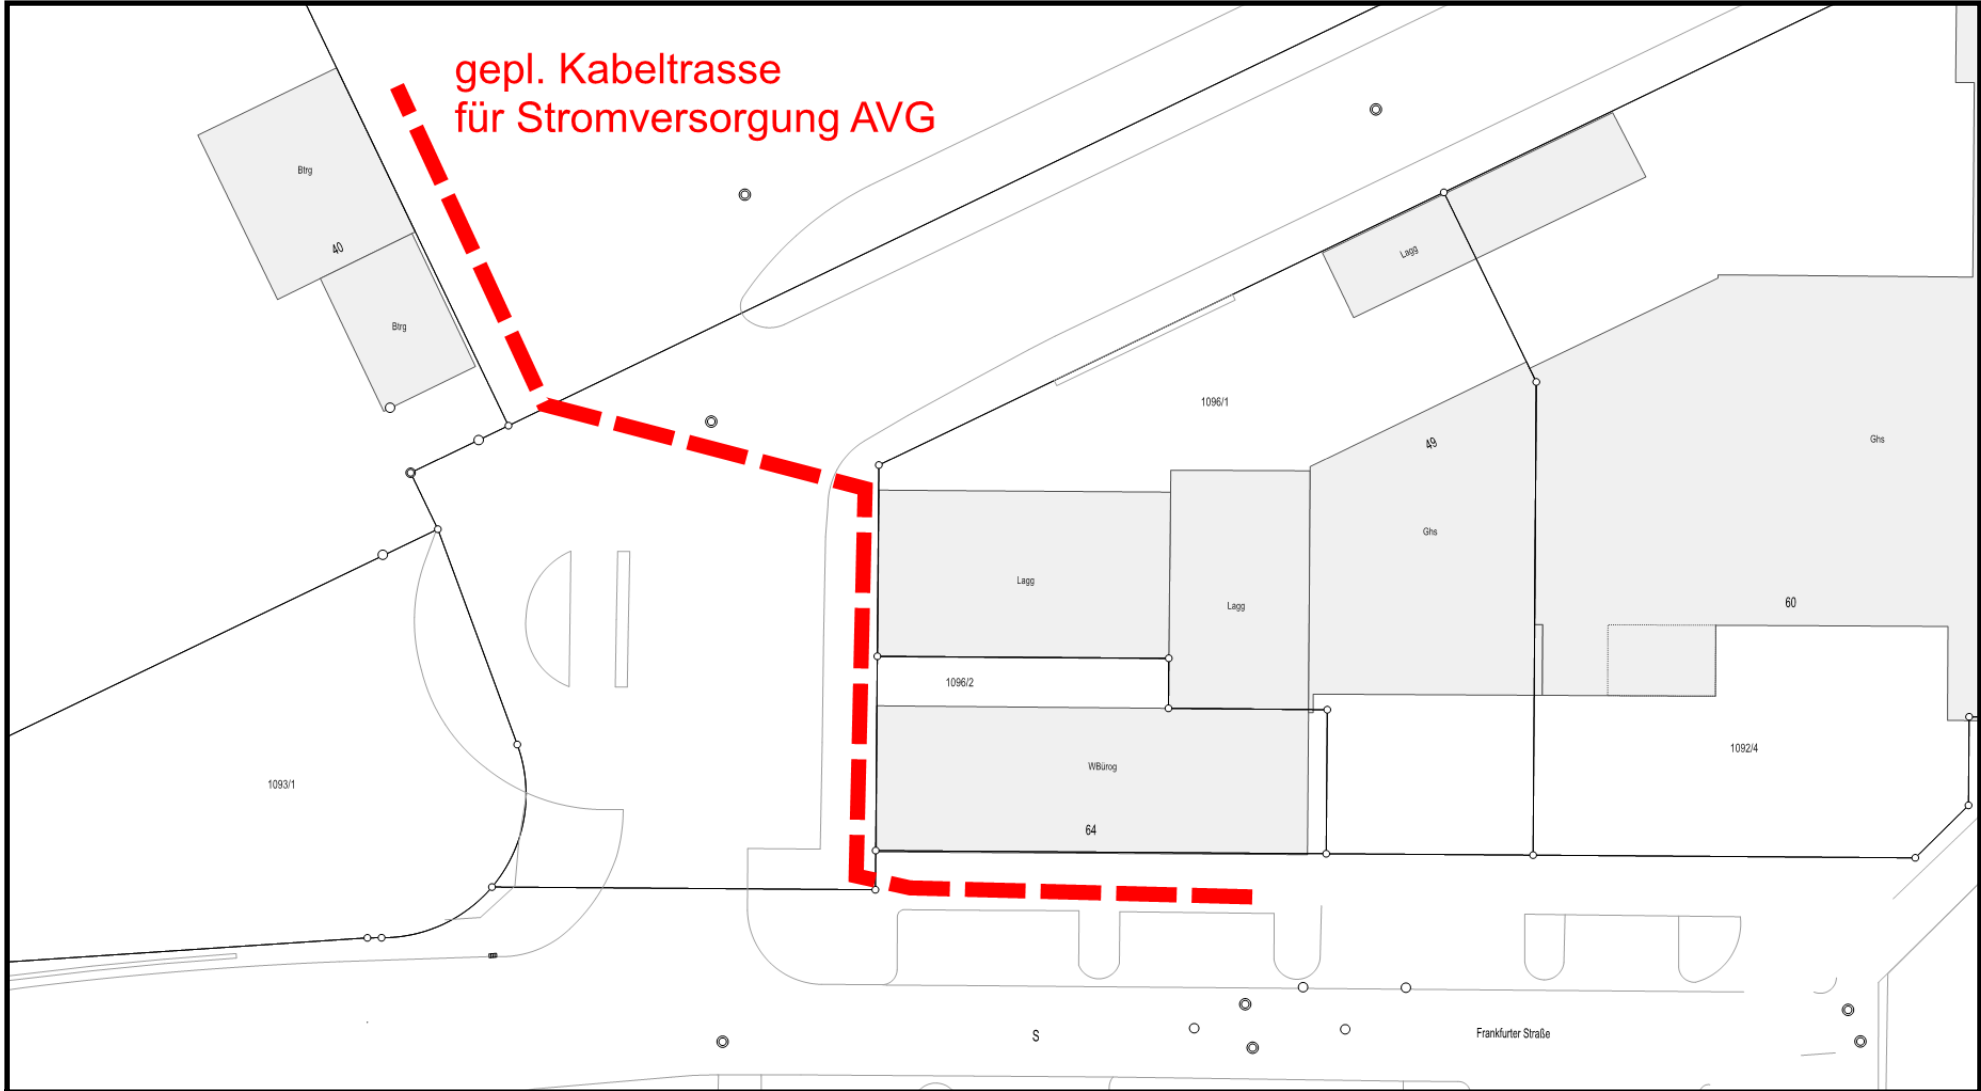 gepl. Kabeltrasse
für Stromversorgung AVG
Btrg
40
Btrg
Lagg
1096/1
49
Ghs
Ghs
Lagg
Lagg
60
1096/2
1092/4
WBürog
1093/1
64
S
Frankfurter Straße